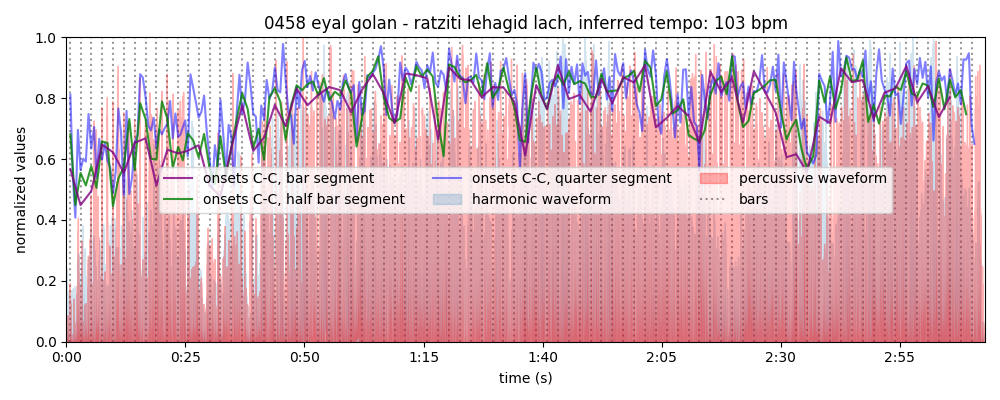 0458 eyal golan - ratziti lehagid lach, inferred tempo: 103 bpm
normalized values
1.0
0.8
0.6
0.4
0.2
0.0
onsets C-C, bar segment
onsets C-C, half bar segment
onsets C-C, quarter segment
harmonic waveform
percussive waveform
bars
0:00 0:25 0:50 1:15 1:40 2:05 2:30 2:55
time (s)